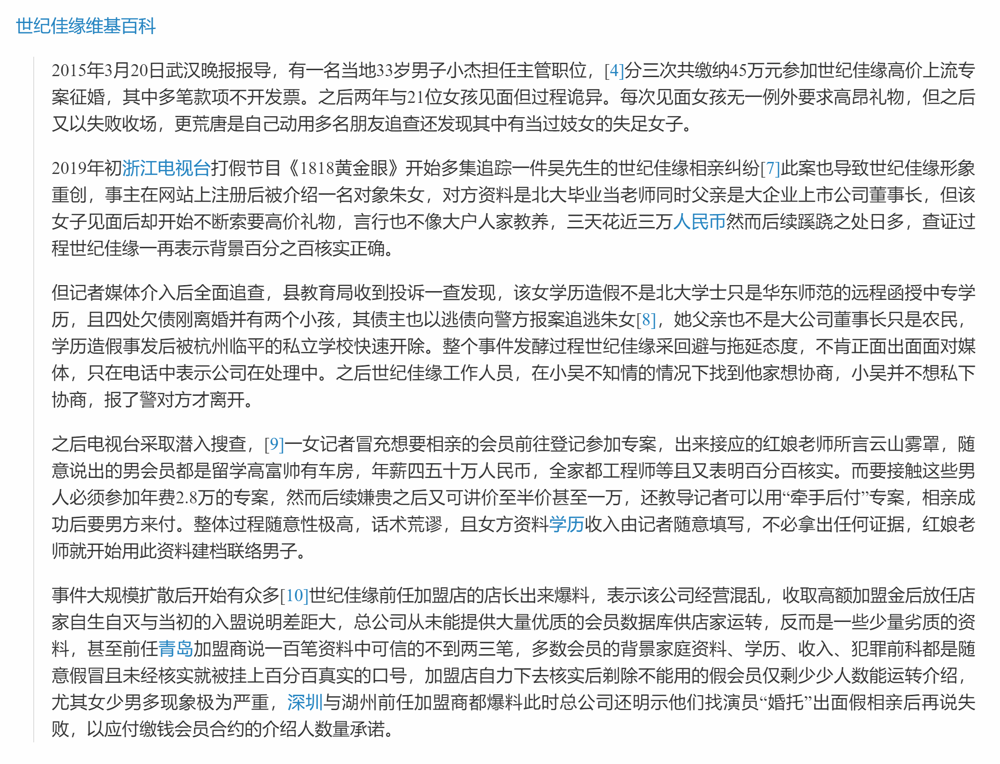 世纪佳缘维基百科
2015年3月20日武汉晚报报导，有一名当地33岁男子小杰担任主管职位，[4]分三次共缴纳45万元参加世纪佳缘高价上流专
案征婚，其中多笔款项不开发票。之后两年与21位女孩见面但过程诡异。每次见面女孩无一例外要求高昂礼物，但之后
又以失败收场，更荒唐是自己动用多名朋友追查还发现其中有当过妓女的失足女子。
2019年初浙江电视台打假节目《1818黄金眼》开始多集追踪一件吴先生的世纪佳缘相亲纠纷[7]此案也导致世纪佳缘形象
重创，事主在网站上注册后被介绍一名对象朱女，对方资料是北大毕业当老师同时父亲是大企业上市公司董事长，但该
女子见面后却开始不断索要高价礼物，言行也不像大户人家教养，三天花近三万人民币然而后续蹊跷之处日多，查证过
程世纪佳缘一再表示背景百分之百核实正确。
但记者媒体介入后全面追查，县教育局收到投诉一查发现，该女学历造假不是北大学士只是华东师范的远程函授中专学
历，且四处欠债刚离婚并有两个小孩，其债主也以逃债向警方报案追逃朱女[8]，她父亲也不是大公司董事长只是农民，
学历造假事发后被杭州临平的私立学校快速开除。整个事件发酵过程世纪佳缘采回避与拖延态度，不肯正面出面面对媒
体，只在电话中表示公司在处理中。之后世纪佳缘工作人员，在小吴不知情的情况下找到他家想协商，小吴并不想私下
协商，报了警对方才离开。
之后电视台采取潜入搜查，[9]一女记者冒充想要相亲的会员前往登记参加专案，出来接应的红娘老师所言云山雾罩，随
意说出的男会员都是留学高富帅有车房，年薪四五十万人民币，全家都工程师等且又表明百分百核实。而要接触这些男
人必须参加年费2.8万的专案，然而后续嫌贵之后又可讲价至半价甚至一万，还教导记者可以用“牵手后付”专案，相亲成
功后要男方来付。整体过程随意性极高，话术荒谬，且女方资料学历收入由记者随意填写，不必拿出任何证据，红娘老
师就开始用此资料建档联络男子。
事件大规模扩散后开始有众多[10]世纪佳缘前任加盟店的店长出来爆料，表示该公司经营混乱，收取高额加盟金后放任店
家自生自灭与当初的入盟说明差距大，总公司从未能提供大量优质的会员数据库供店家运转，反而是一些少量劣质的资
料，甚至前任青岛加盟商说一百笔资料中可信的不到两三笔，多数会员的背景家庭资料、学历、收入、犯罪前科都是随
意假冒且未经核实就被挂上百分百真实的口号，加盟店自力下去核实后剃除不能用的假会员仅剩少少人数能运转介绍，
尤其女少男多现象极为严重，深圳与湖州前任加盟商都爆料此时总公司还明示他们找演员“婚托”出面假相亲后再说失
败，以应付缴钱会员合约的介绍人数量承诺。